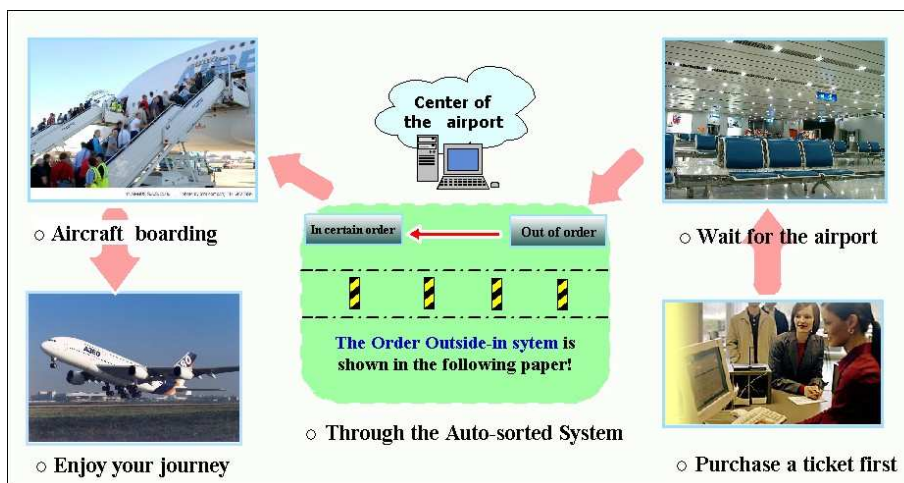 Center of
the airport
In certain order
Out of order
○ Aircraft boarding
○ Wait for the airport
The Order Outside-in sytem is
shown in the following paper!
○ Through the Auto-sorted System
○ Enjoy your journey
○ Purchase a ticket first